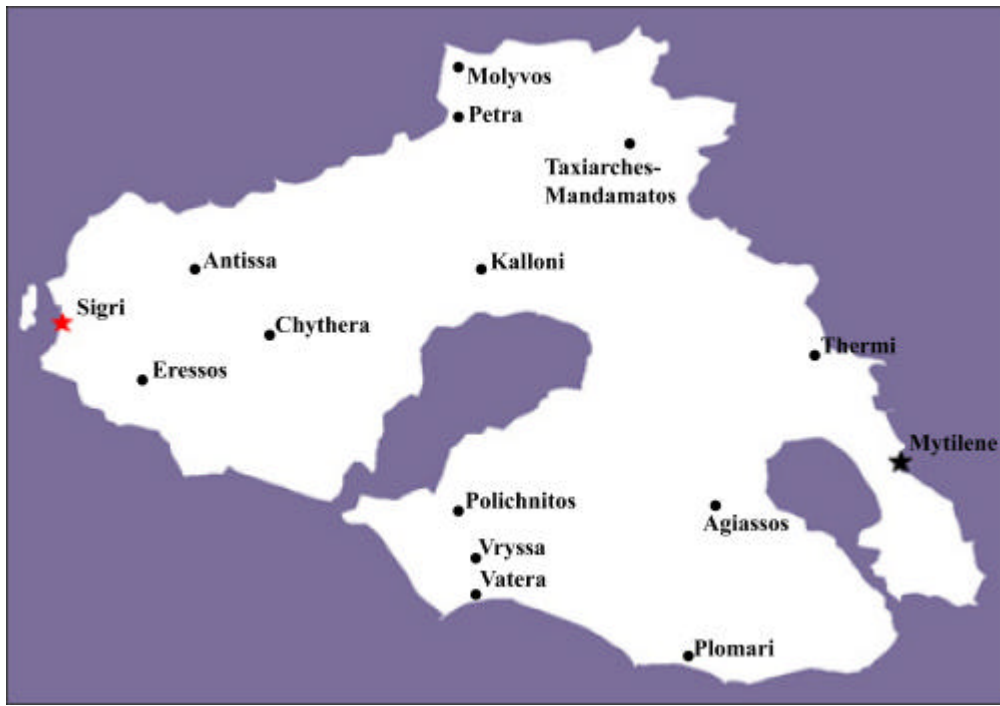 Molyvos
Petra
Taxiarches-
Mandamatos
Antissa
Kalloni
Sigri
Chythera
Thermi
Eressos
Mytilene
Polichnitos
Agiassos
Vryssa
Vatera
Plomari